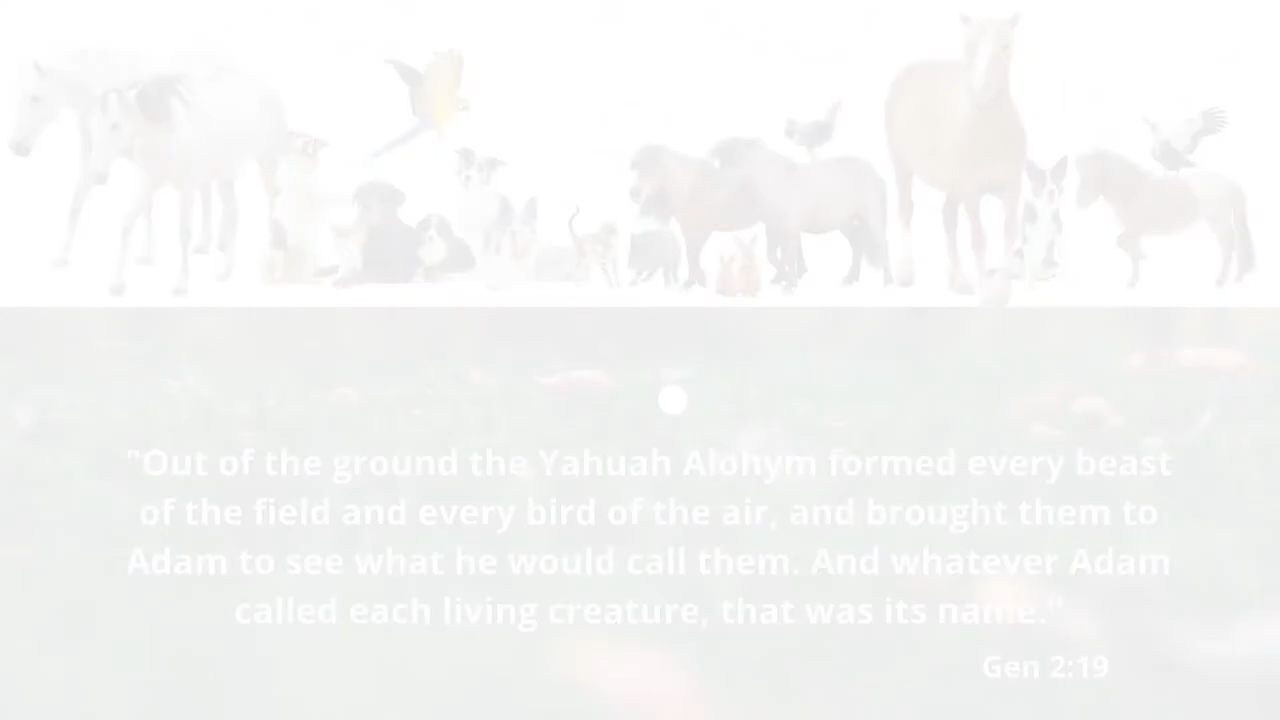 "Out of the ground the Yahuah Alohym formed every beast
of the field and every bird of the air, and brought them to
Adam to see what he would call them. And whatever Adam
called each living creature, that was its name."
Gen 2:19